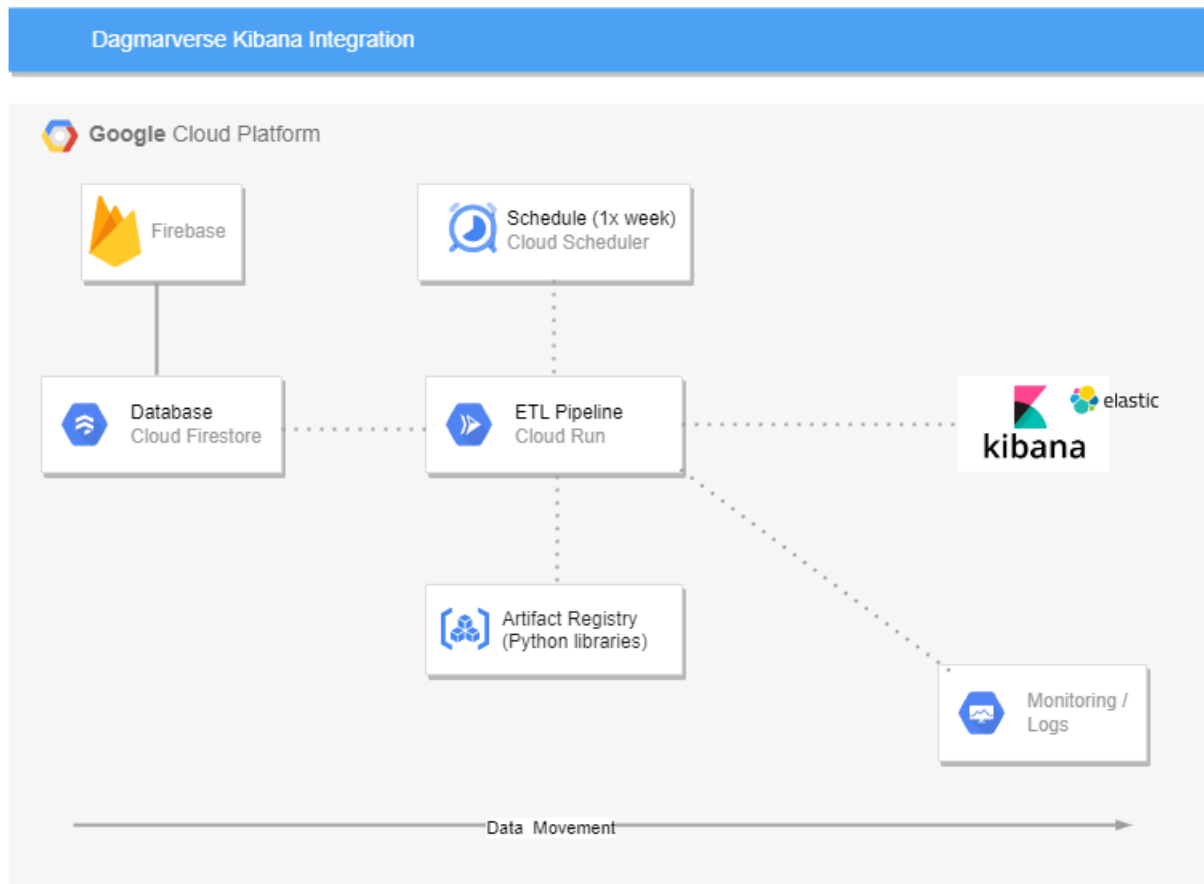 Dagmarverse Kibana Integration
Google Cloud Platform
Firebase
Schedule (1x week)
Cloud Scheduler
Database
Cloud Firestore
ETL Pipeline
Cloud Run
elastic
kibana
Artifact Registry
(Python libraries)
Monitoring /
Logs
Data  Movement